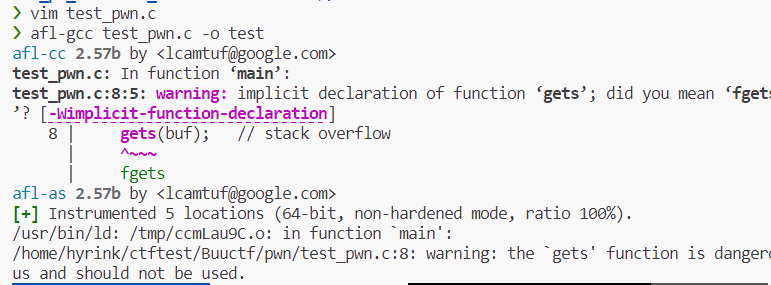 ❯ vim test_pwn.c
❯ afl-gcc test_pwn.c -o test
afl-cc 2.57b by <lcamtuf@google.com>
test_pwn.c: In function ‘main’:
test_pwn.c:8:5: warning: implicit declaration of function ‘gets’; did you mean ‘fgets
’? [-Wimplicit-function-declaration]
8 |     gets(buf);   // stack overflow
|     ^~~~
|     fgets
afl-as 2.57b by <lcamtuf@google.com>
[+] Instrumented 5 locations (64-bit, non-hardened mode, ratio 100%).
/usr/bin/ld: /tmp/ccmLau9C.o: in function `main':
/home/hyrink/ctftest/Buuctf/pwn/test_pwn.c:8: warning: the `gets' function is dangero
us and should not be used.